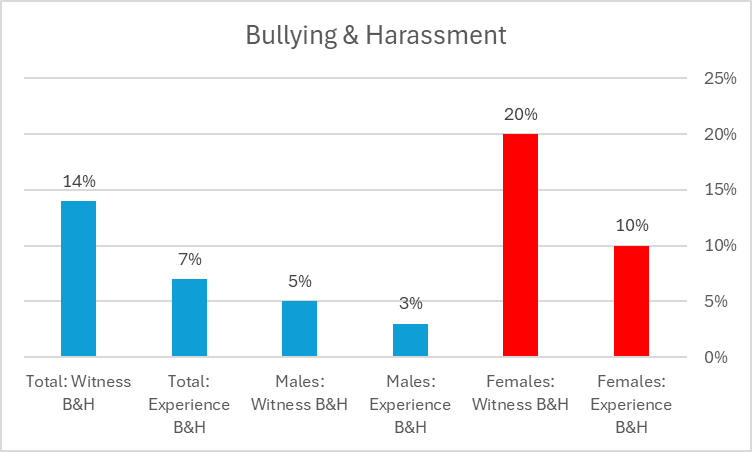 Bullying & Harassment
25%
20%
15%
10%
5%
0%
14%
7%
5%
3%
20%
10%
Total: Witness
B&H
Total:
Experience
B&H
Males:
Witness B&H
Males:
Experience
B&H
Females:
Witness B&H
Females:
Experience
B&H